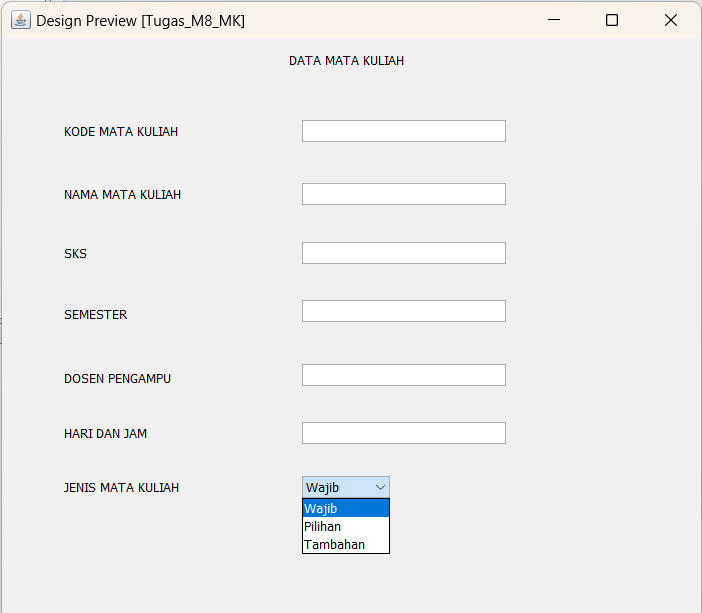 Design Preview [Tugas_M8_MK]
DATA MATA KULIAH
KODE MATA KULIAH
NAMA MATA KULIAH
SKS
SEMESTER
DOSEN PENGAMPU
HARI DAN JAM
JENIS MATA KULIAH Wajib
Wajib
Pilihan
Tambahan